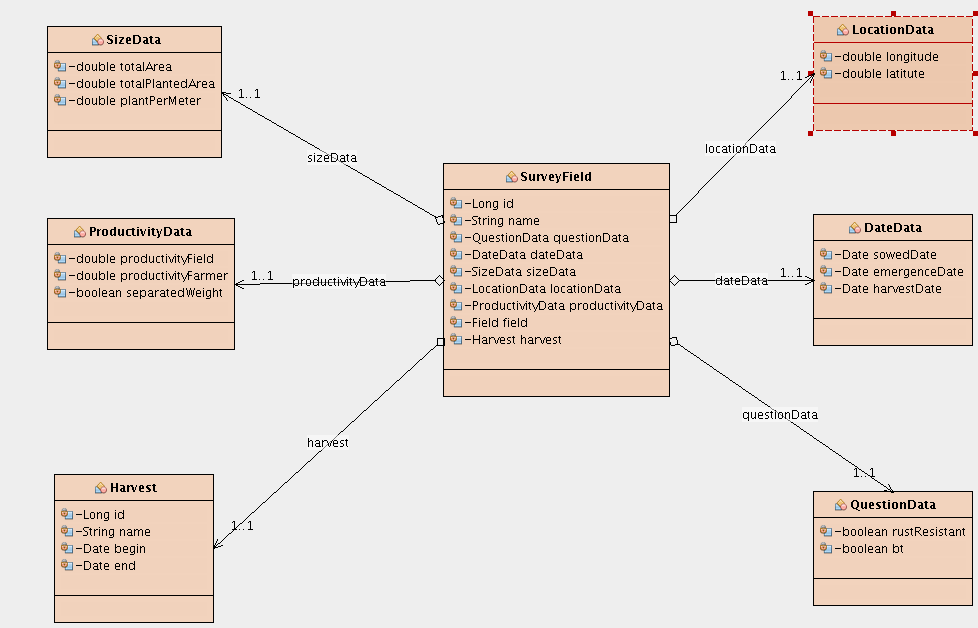 SizeData
-double totalArea
-double totalPlantedArea
-double plantPerMeter
1..1
sizeData
LocationData
-double longitude
-double latitute
1..1
locationData
SurveyField
-Long id
-String name
-QuestionData questionData
-DateData dateData
-SizeData sizeData
-LocationData locationData
-ProductivityData productivityData
-Field field
-Harvest harvest
ProductivityData
-double productivityField
-double productivityFarmer
-boolean separatedWeight
1..1
productivityData
DateData
-Date sowedDate
-Date emergenceDate
-Date harvestDate
1..1
dateData
harvest
1..1
Harvest
-Long id
-String name
-Date begin
-Date end
questionData
1..1
QuestionData
-boolean rustResistant
-boolean bt